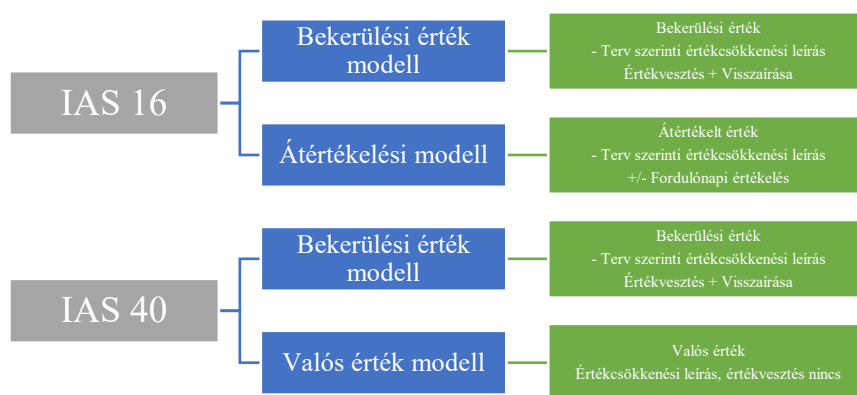 IAS 16
Bekerülési érték
modell
Bekerülési érték
- Terv szerinti értékcsökkenési leírás
Értékvesztés + Visszaírása
Átértékelési modell
Átértékelt érték
- Terv szerinti értékcsökkenési leírás
+/- Fordulónapi értékelés
IAS 40
Bekerülési érték
modell
Bekerülési érték
- Terv szerinti értékcsökkenési leírás
Értékvesztés + Visszaírása
Valós érték modell
Valós érték
Értékcsökkenési leírás, értékvesztés nincs